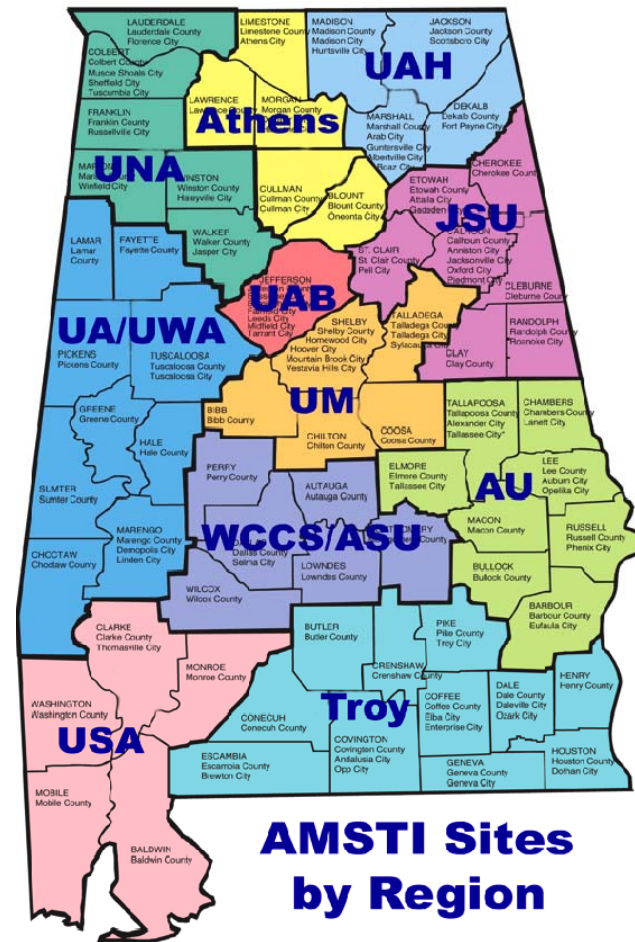 LAUDERDALE
Lauderdale County
Florence City
LIMESTONE
Limestone County
Athens City
MADISON
Madison County
Madison City
Hurtsville City
JACKSON
Jackson County
Scottsboro City
UAH
COLBERT
Colbert County
Muscle Shoals City
Sheffield City
Tuscumbia City
LAWRENCE
MORGAN
Morgan County
Athens
MARSHALL
Marshall County
Arab City
Guntersville City
Albertville City
DEKALB
Dekab County
Fort Payne City
FRANKLIN
Franklin County
Russellville City
UNA
Winfield City
WINSTON
Winston County
Haleyville City
CULLMAN
Cullman County
Cullman City
BLOUNT
Blount County
Oneonta City
ETOWAH
Etowah County
Attalla City
Gadsden City
CHEROKEE
Cherokee County
JSU
WALKER
Walker County
Jasper City
LAMAR
Lamar
County
FAYETTE
Fayette County
ST. CLAIR
St. Clair County
Pell City
CALHOUN
Calhoun County
Anniston City
Jacksonville City
Oxford City
Piedmont City
CLEBURNE
Cleburne County
JEFFERSON
UAB
Leeds City
Midfield City
Tarrant City
UA/UWA
SHELBY
Shelby County
Homewood City
Hoover City
Mountain Brook City
Vestavia Hills City
TALLADEGA
Talladega County
Talladega City
Sylacauga City
RANDOLPH
Randolph County
Roanoke City
CLAY
Clay County
PICKENS
Pickens County
TUSCALOOSA
Tuscaloosa County
Tuscaloosa City
UM
BIBB
Bibb County
CHILTON
Chilton County
COOSA
Coosa County
TALLAPOOSA
Tallapoosa County
Alexander City
Tallassee City*
CHAMBERS
Chambers County
Lanett City
GREENE
Greene County
HALE
Hale County
PERRY
Perry County
AUTAUGA
Autauga County
ELMORE
Elmore County
Tallassee City
AU
LEE
Lee County
Auburn City
Opelika City
SUMTER
Sumter County
MARENGO
Marengo County
Demopolis City
Linden City
CHOCTAW
Choctaw County
WCCS/ASU
Dallas County
Selma City
LOWNDES
Lowndes County
MACON
Macon County
RUSSELL
Russell County
Phenix City
BULLOCK
Bullock County
WILCOX
Wilcox County
BARBOUR
Barbour County
Eufaula City
CLARKE
Clarke County
Thomasville City
MONROE
Monroe County
BUTLER
Butler County
PIKE
Pike County
Troy City
CRENSHAW
Crenshaw County
WASHINGTON
Washington County
USA
Troy
CONECUH
Conecuh County
COFFEE
Coffee County
Elba City
Enterprise City
DALE
Dale County
Daleville City
Ozark City
HENRY
Henry County
COVINGTON
Covington County
Andalusia City
Opp City
ESCAMBIA
Escambia County
Brewton City
GENEVA
Geneva County
Geneva City
HOUSTON
Houston County
Dothan City
MOBILE
Mobile County
BALDWIN
Baldwin County
AMSTI Sites
by Region